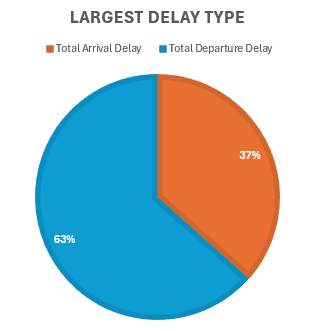 LARGEST DELAY TYPE
Total Arrival Delay Total Departure Delay
37%
63%